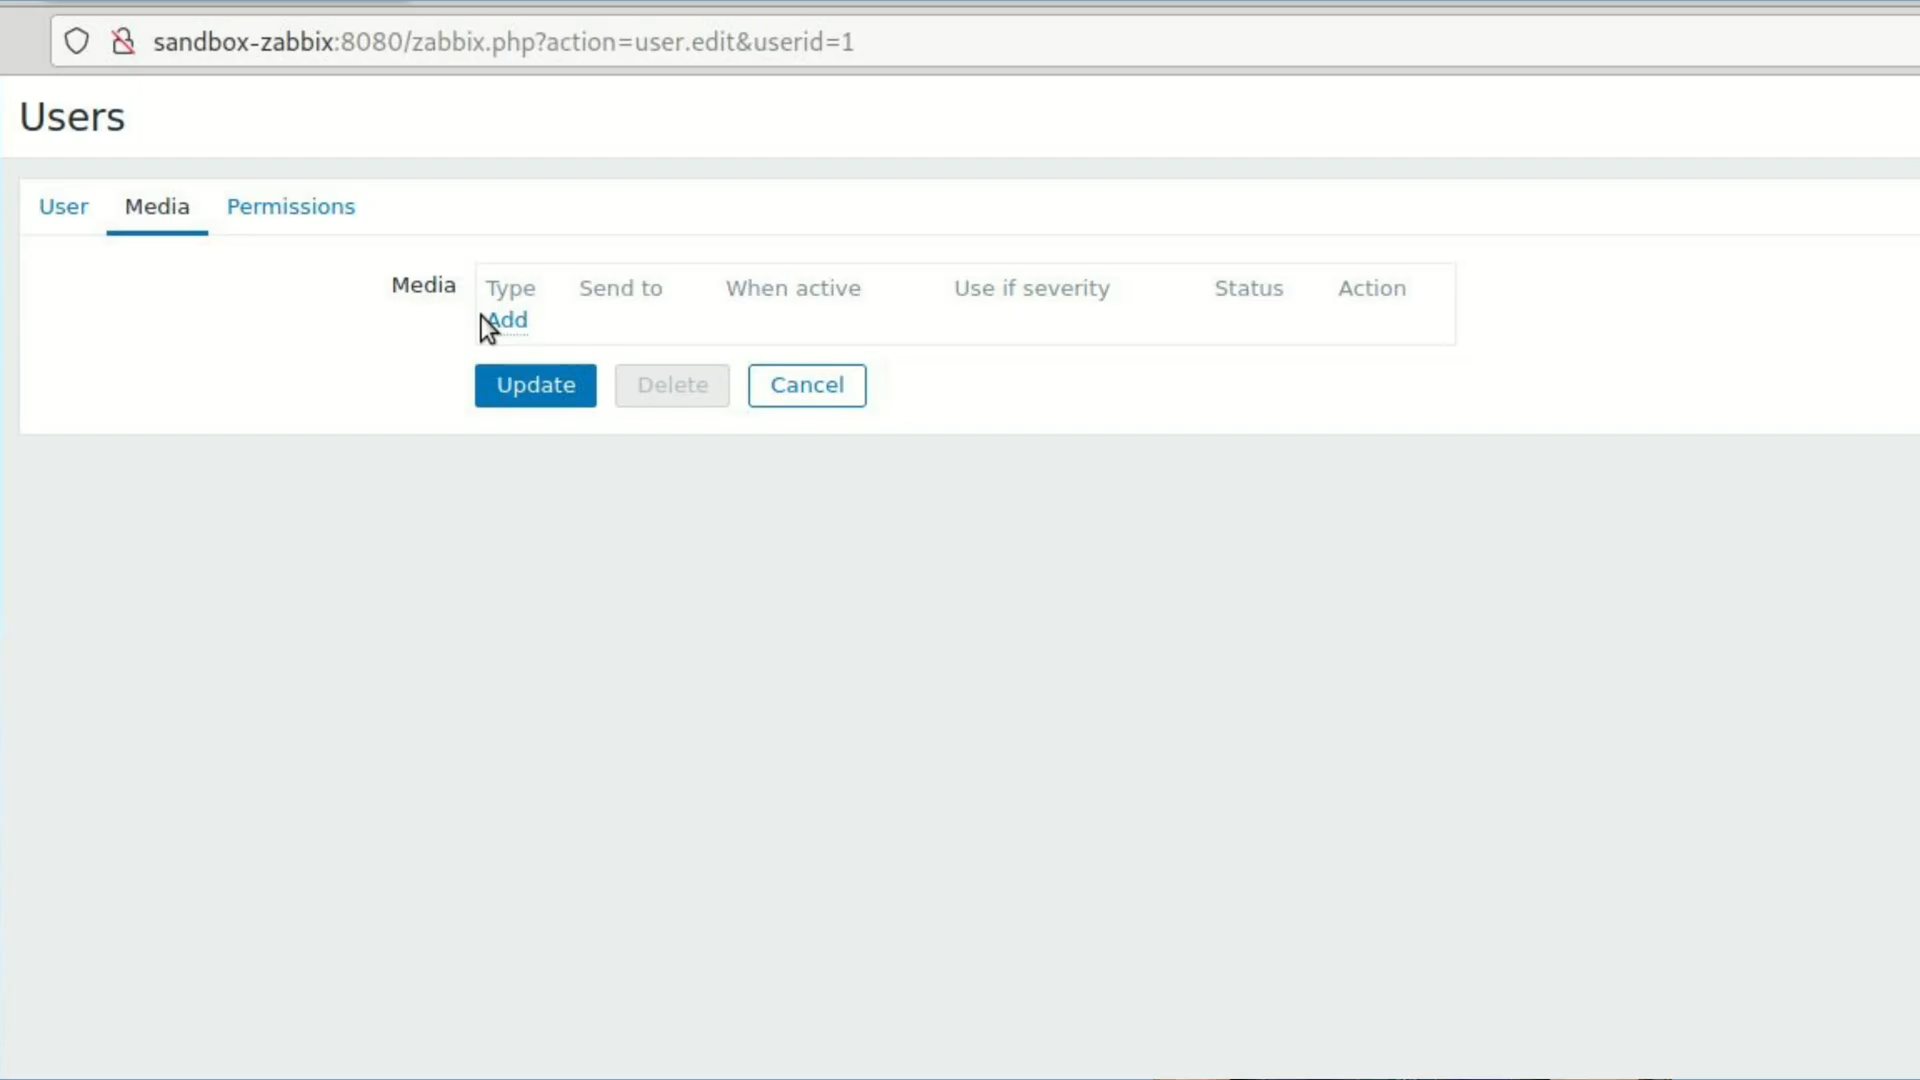 sandbox-zabbix:8080/zabbix.php?action=user.edit&userid=1
Users
User Media Permissions
Media Type Send to When active Use if severity Status Action
Add
Update Delete Cancel